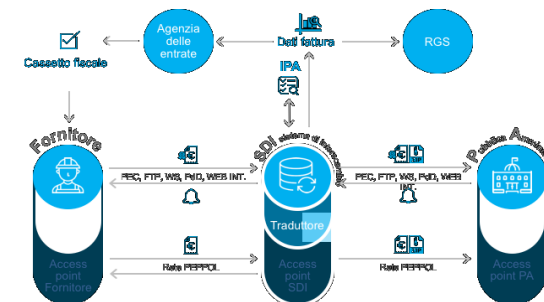 Agenzia
delle
entrate
Dati fattura
RGS
Cassetto fiscale
IPA
Fornitore
SDI sistema di interscambio
Pubblica Ammin
PEC, FTP, WS, PdD, WEB INT.
PEC, FTP, WS, PdD, WEB
INT.
Traduttore
Access
point
Fornitore
Rete PEPPOL
Access
point
SDI
Rete PEPPOL
Access
point PA